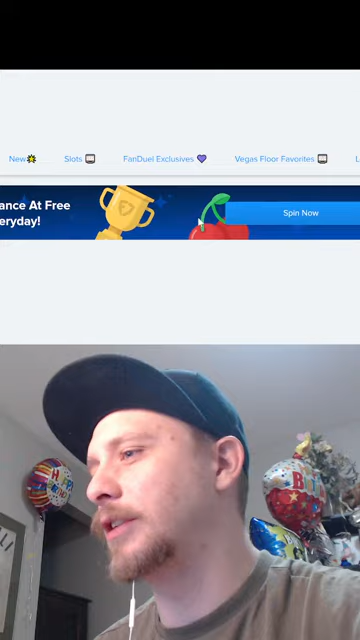 New
Slots
FanDuel Exclusives
Vegas Floor Favorites
L
ance At Free
eryday!
Spin Now